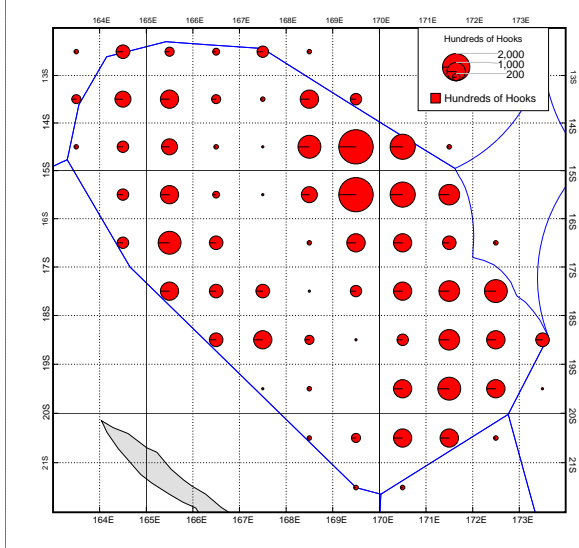 164E 165E 166E 167E 168E 169E 170E 171E 172E 173E
Hundreds of Hooks
2,000
1,000
200
Hundreds of Hooks
13S 13S
14S 14S
15S 15S
16S 16S
17S 17S
18S 18S
19S 19S
20S 20S
21S 21S
164E 165E 166E 167E 168E 169E 170E 171E 172E 173E